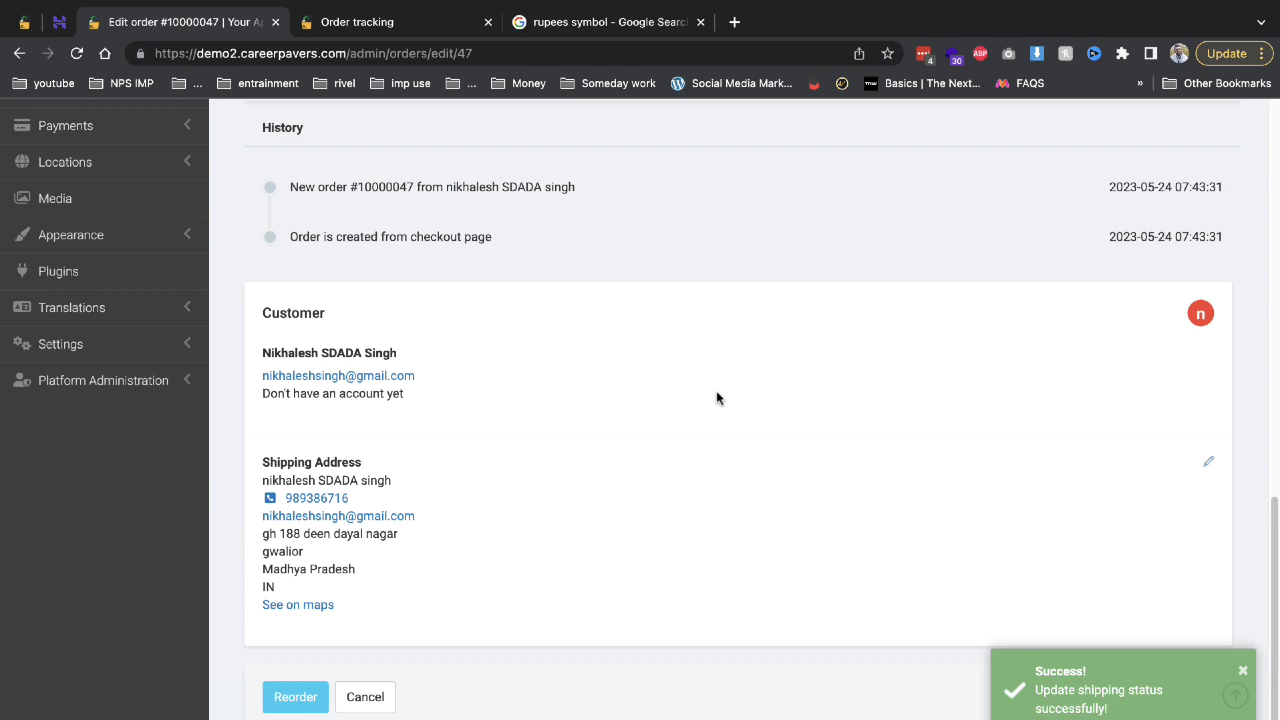 Edit order #10000047 | Your A
Order tracking
rupees symbol - Google Searc
https://demo2.careerpavers.com/admin/orders/edit/47
4
30
ABP
Update
youtube
NPS IMP
...
entrainment
rivel
Imp use
...
Money
Someday work
Social Media Mark...
Basics | The Next...
FAQS
»
Other Bookmarks
Payments
Locations
Media
Appearance
Plugins
Translations
Settings
Platform Administration
History
New order #10000047 from nikhalesh SDADA singh
2023-05-24 07:43:31
Order is created from checkout page
2023-05-24 07:43:31
Customer
n
Nikhalesh SDADA Singh
nikhaleshsingh@gmail.com
Don't have an account yet
Shipping Address
nikhalesh SDADA singh
989386716
nikhaleshsingh@gmail.com
gh 188 deen dayal nagar
gwalior
Madhya Pradesh
IN
See on maps
Reorder
Cancel
Success!
Update shipping status
successfully!